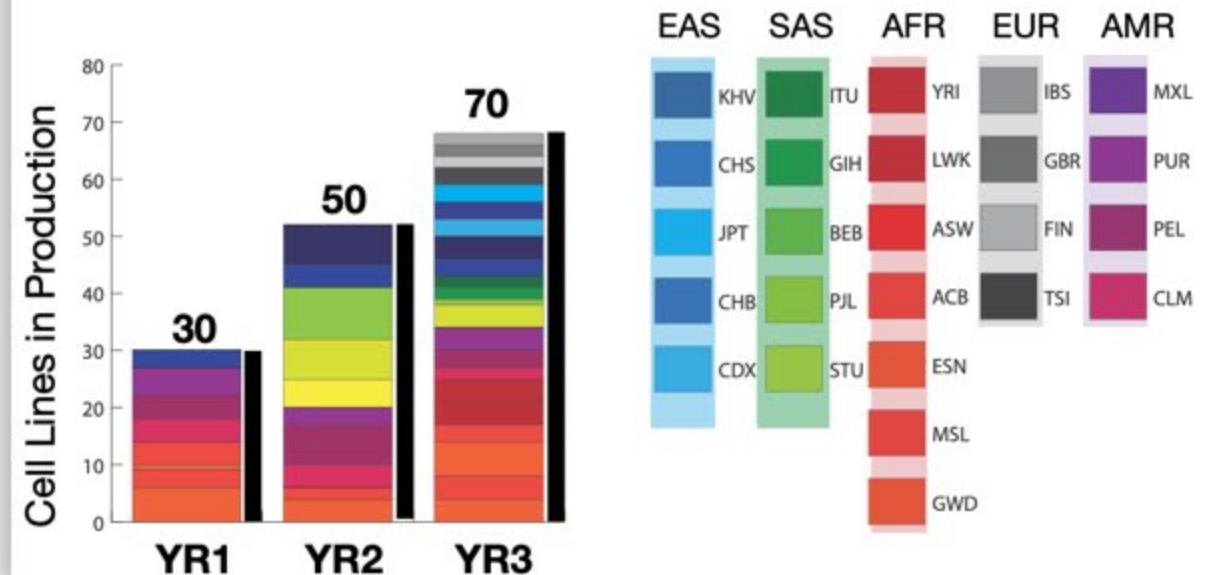 Cell Lines in Production
80
70
60
50
40
30
20
10
0
30
50
70
YR1
YR2
YR3
EAS SAS AFR EUR AMR
KHV ITU YRI IBS MXL
CHS GIH LWK GBR PUR
JPT BEB ASW FIN PEL
CHB PJL ACB TSI CLM
CDX STU ESN
MSL
GWD